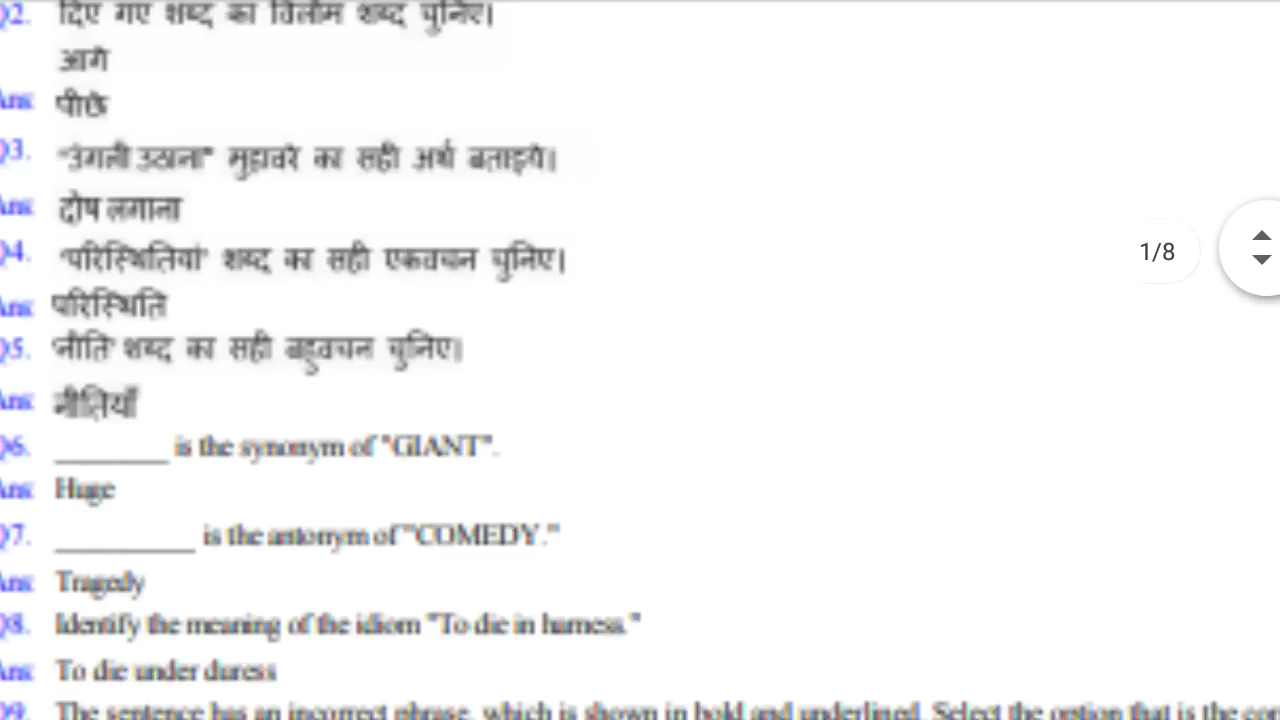 Q2. दिए गए शब्द का विलोम शब्द चुनिए।
आगे
Ans पीछे
Q3. "उंगली उठाना" मुहावरे का सही अर्थ बताइये।
Ans दोष लगाना
1/8
Q4. 'परिस्थितियां' शब्द का सही एकवचन चुनिए।
Ans परिस्थिति
Q5. 'नीति' शब्द का सही बहुवचन चुनिए।
Ans नीतियाँ
Q6. ________ is the synonym of "GIANT".
Ans Huge
Q7. __________ is the antonym of "COMEDY."
Ans Tragedy
Q8. Identify the meaning of the idiom "To die in harness."
Ans To die under duress
Q9. The sentence has an incorrect phrase, which is shown in bold and underlined. Select the option that is the